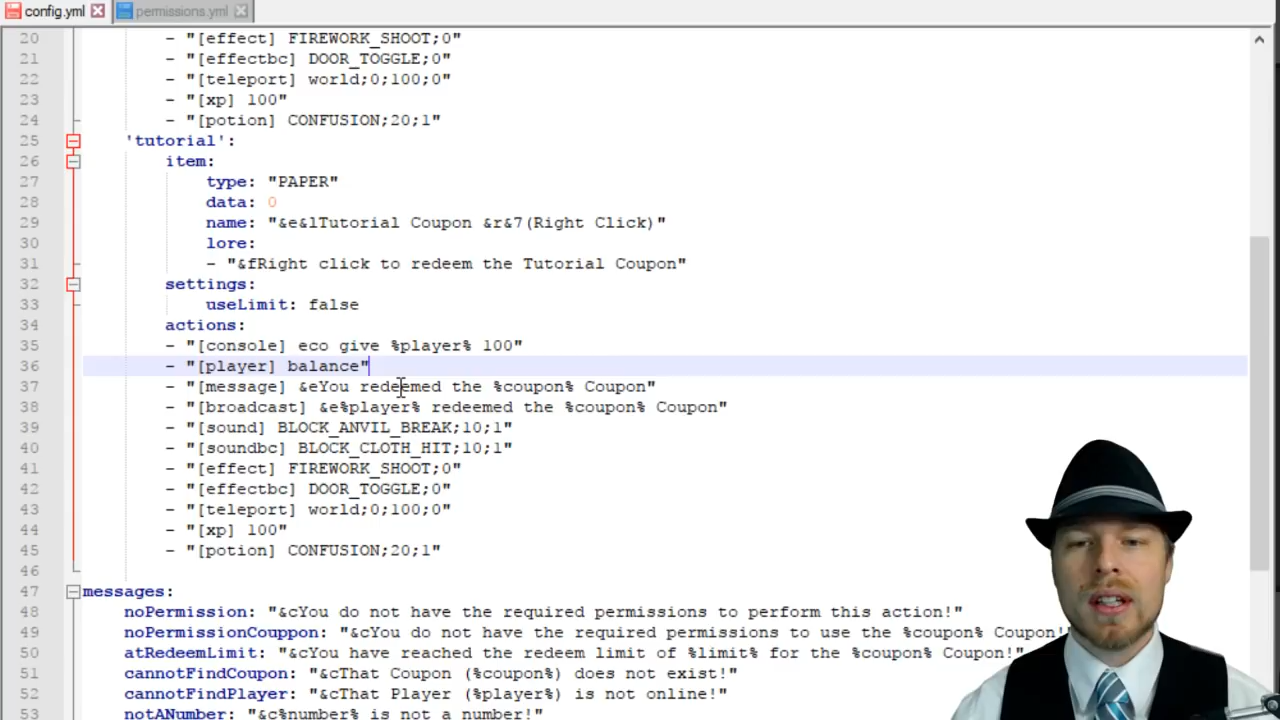 config.yml permissions.yml
20 - "[effect] FIREWORK_SHOOT;0"
21 - "[effectbc] DOOR_TOGGLE;0"
22 - "[teleport] world;0;100;0"
23 - "[xp] 100"
24 - "[potion] CONFUSION;20;1"
25 'tutorial':
26 item:
27 type: "PAPER"
28 data: 0
29 name: "&e&lTutorial Coupon &r&7(Right Click)"
30 lore:
31 - "&fRight click to redeem the Tutorial Coupon"
32 settings:
33 useLimit: false
34 actions:
35 - "[console] eco give %player% 100"
36 - "[player] balance"
37 - "[message] &eYou redeemed the %coupon% Coupon"
38 - "[broadcast] &e%player% redeemed the %coupon% Coupon"
39 - "[sound] BLOCK_ANVIL_BREAK;10;1"
40 - "[soundbc] BLOCK_CLOTH_HIT;10;1"
41 - "[effect] FIREWORK_SHOOT;0"
42 - "[effectbc] DOOR_TOGGLE;0"
43 - "[teleport] world;0;100;0"
44 - "[xp] 100"
45 - "[potion] CONFUSION;20;1"
46
47 messages:
48 noPermission: "&cYou do not have the required permissions to perform this action!"
49 noPermissionCouppon: "&cYou do not have the required permissions to use the %coupon% Coupon!"
50 atRedeemLimit: "&cYou have reached the redeem limit of %limit% for the %coupon% Coupon!"
51 cannotFindCoupon: "&cThat Coupon (%coupon%) does not exist!"
52 cannotFindPlayer: "&cThat Player (%player%) is not online!"
53 notANumber: "&c%number% is not a number!"